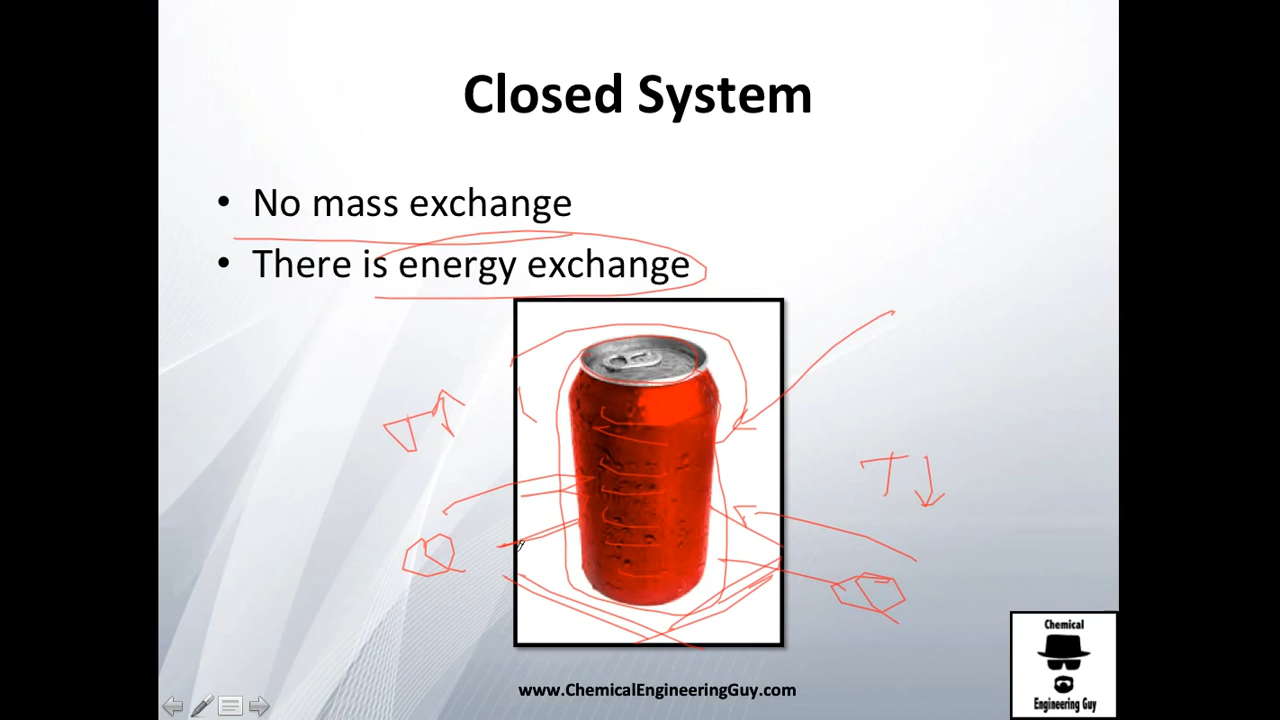 Closed System
• No mass exchange
• There is energy exchange
T↓
Chemical
Engineering Guy
www.ChemicalEngineeringGuy.com